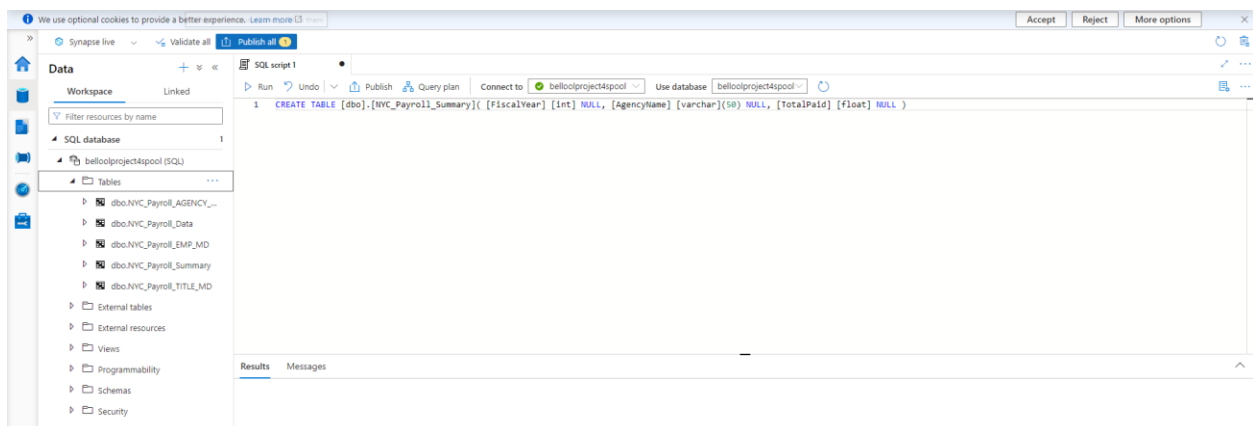 We use optional cookies to provide a better experience. Learn more
Accept Reject More options
Synapse live Validate all Publish all 1
Data
Workspace Linked
Filter resources by name
SQL database 1
belloolproject4spool (SQL)
Tables
dbo.NYC_Payroll_AGENCY_...
dbo.NYC_Payroll_Data
dbo.NYC_Payroll_EMP_MD
dbo.NYC_Payroll_Summary
dbo.NYC_Payroll_TITLE_MD
External tables
External resources
Views
Programmability
Schemas
Security
SQL script 1
Run Undo Publish Query plan Connect to belloolproject4spool Use database belloolproject4spool
1 CREATE TABLE [dbo].[NYC_Payroll_Summary]( [FiscalYear] [int] NULL, [AgencyName] [varchar](50) NULL, [TotalPaid] [float] NULL )
Results Messages